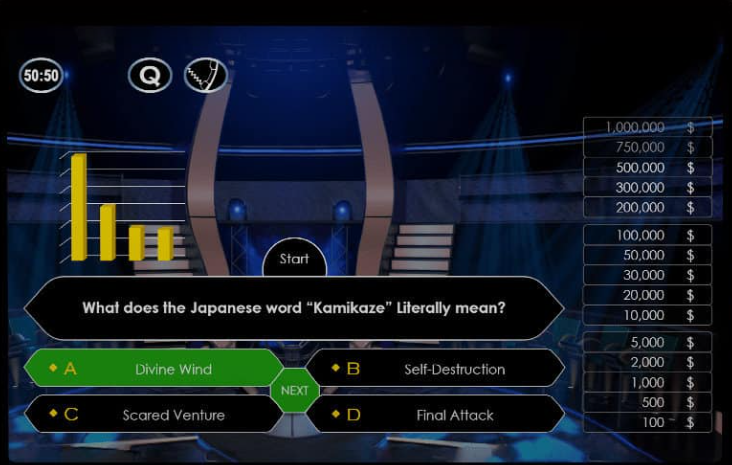 50:50
Q
1,000,000 $
750,000 $
500,000 $
300,000 $
200,000 $
100,000 $
50,000 $
30,000 $
20,000 $
10,000 $
5,000 $
2,000 $
1,000 $
500 $
100 $
Start
What does the Japanese word “Kamikaze” Literally mean?
A Divine Wind
B Self-Destruction
NEXT
C Scared Venture
D Final Attack